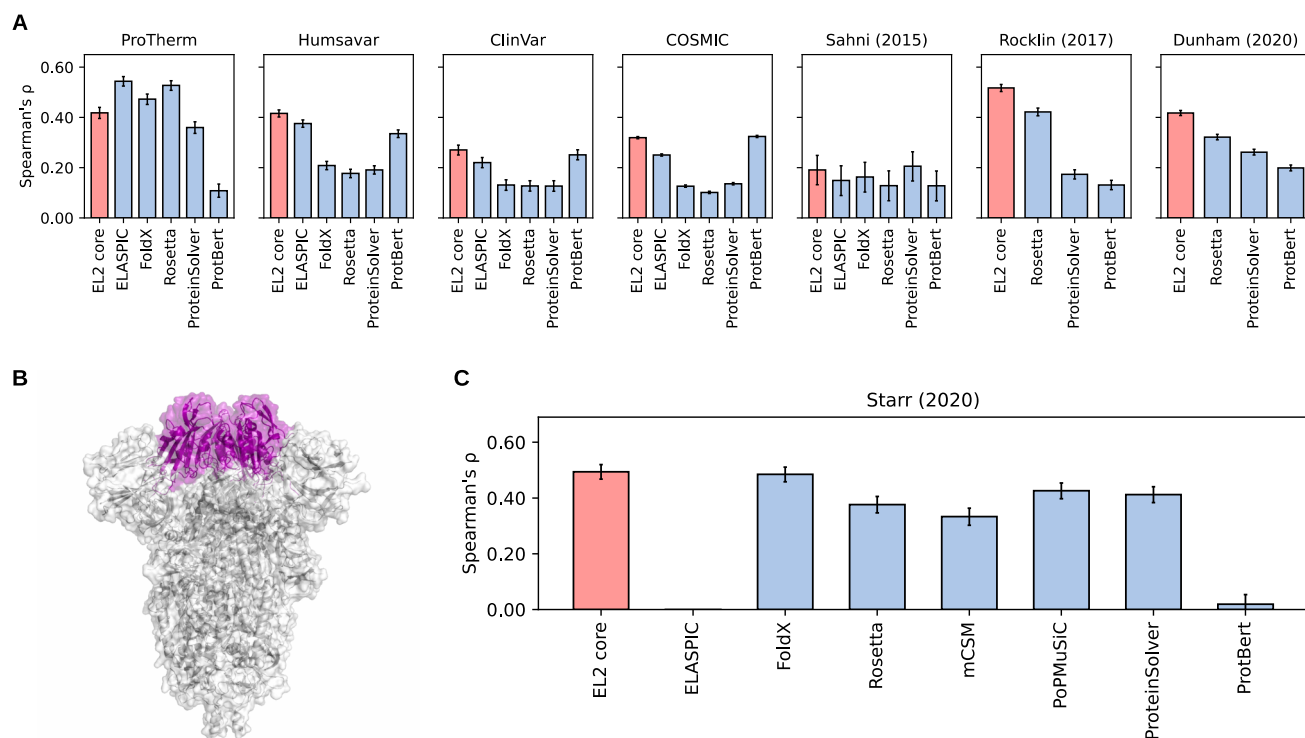 A
ProTherm
Humsavar
ClinVar
COSMIC
Sahni (2015)
Rocklin (2017)
Dunham (2020)
Spearman's ρ
0.60
0.40
0.20
0.00
EL2 core
ELASPIC
FoldX
Rosetta
ProteinSolver
ProtBert
EL2 core
ELASPIC
FoldX
Rosetta
ProteinSolver
ProtBert
EL2 core
ELASPIC
FoldX
Rosetta
ProteinSolver
ProtBert
EL2 core
ELASPIC
FoldX
Rosetta
ProteinSolver
ProtBert
EL2 core
ELASPIC
FoldX
Rosetta
ProteinSolver
ProtBert
EL2 core
Rosetta
ProteinSolver
ProtBert
EL2 core
Rosetta
ProteinSolver
ProtBert
B
C
Starr (2020)
Spearman's ρ
0.60
0.40
0.20
0.00
EL2 core
ELASPIC
FoldX
Rosetta
mCSM
PoPMuSiC
ProteinSolver
ProtBert